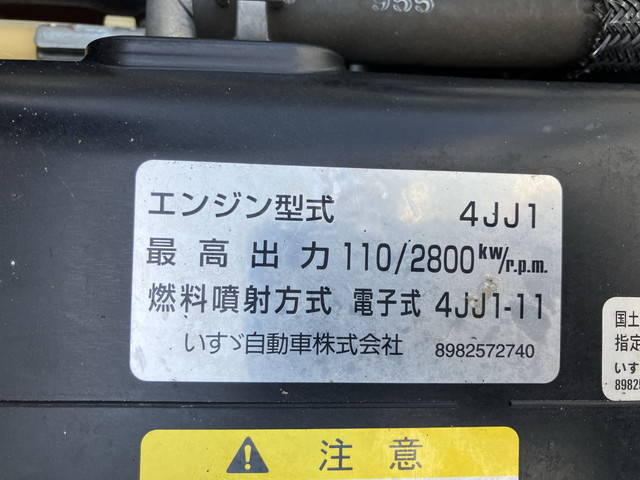 955
エンジン型式 4JJ1
最高出力 110/2800 kw/r.p.m.
燃料噴射方式 電子式 4JJ1-11
いすゞ自動車株式会社 8982572740
国土
指定
いす
8982
注意